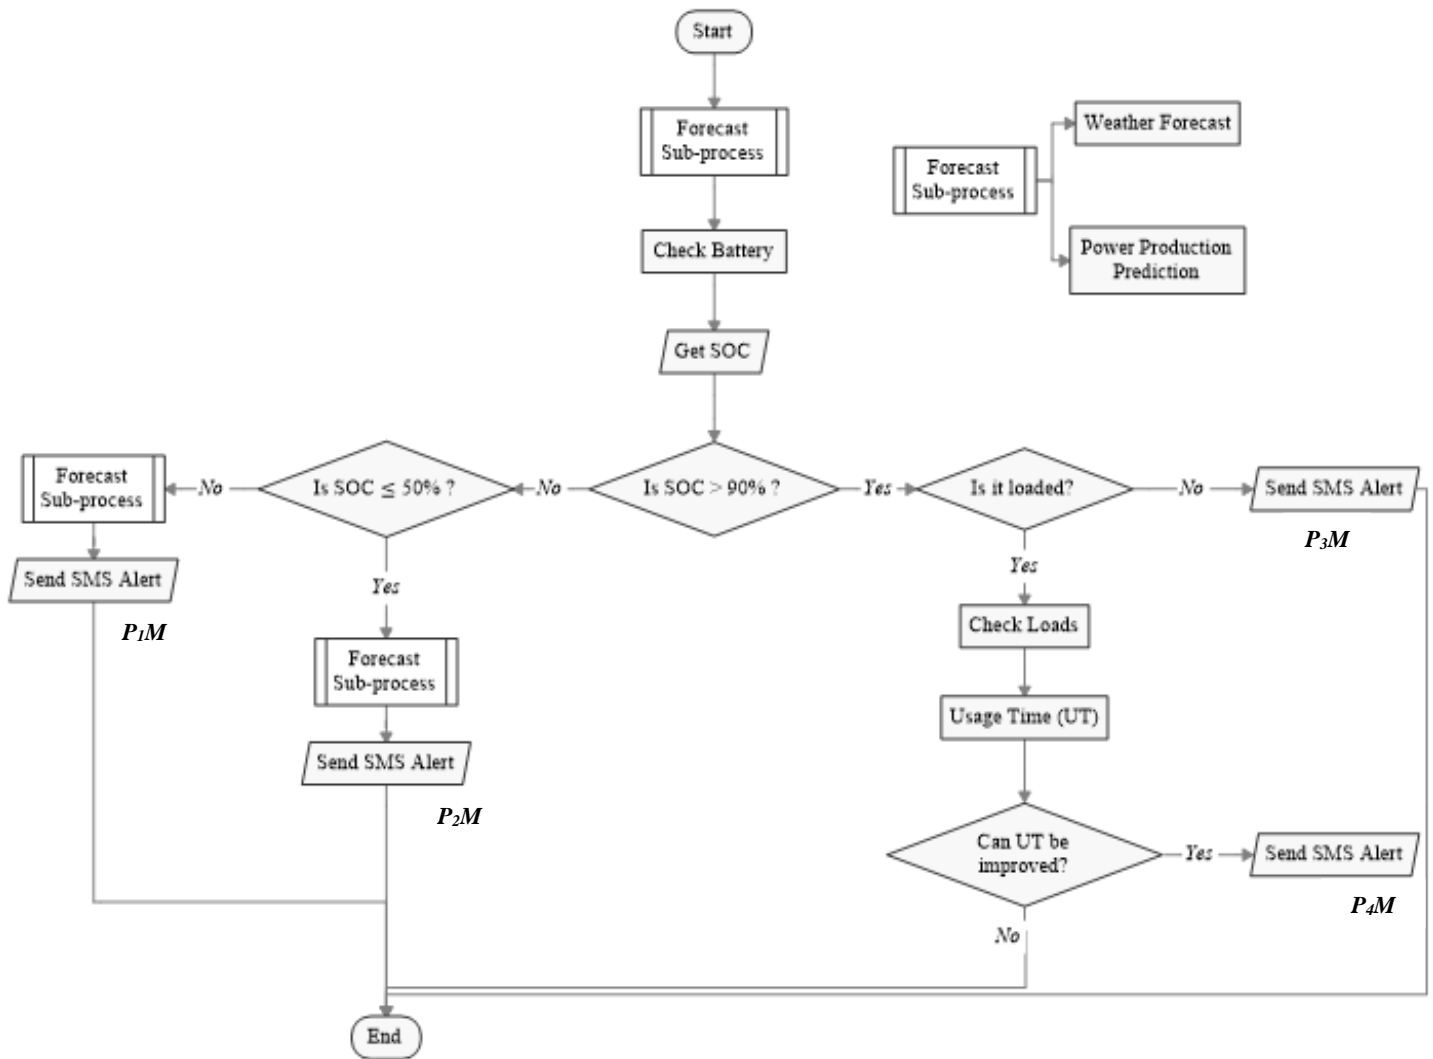 Start
Forecast
Sub-process
Check Battery
Get SOC
Forecast
Sub-process
Weather Forecast
Power Production
Prediction
Is SOC > 90% ?
No
Is SOC ≤ 50% ?
No
Forecast
Sub-process
Send SMS Alert
P₁M
Yes
Forecast
Sub-process
Send SMS Alert
P₂M
Yes
Is it loaded?
No
Send SMS Alert
P₃M
Yes
Check Loads
Usage Time (UT)
Can UT be
improved?
Yes
Send SMS Alert
P₄M
No
End